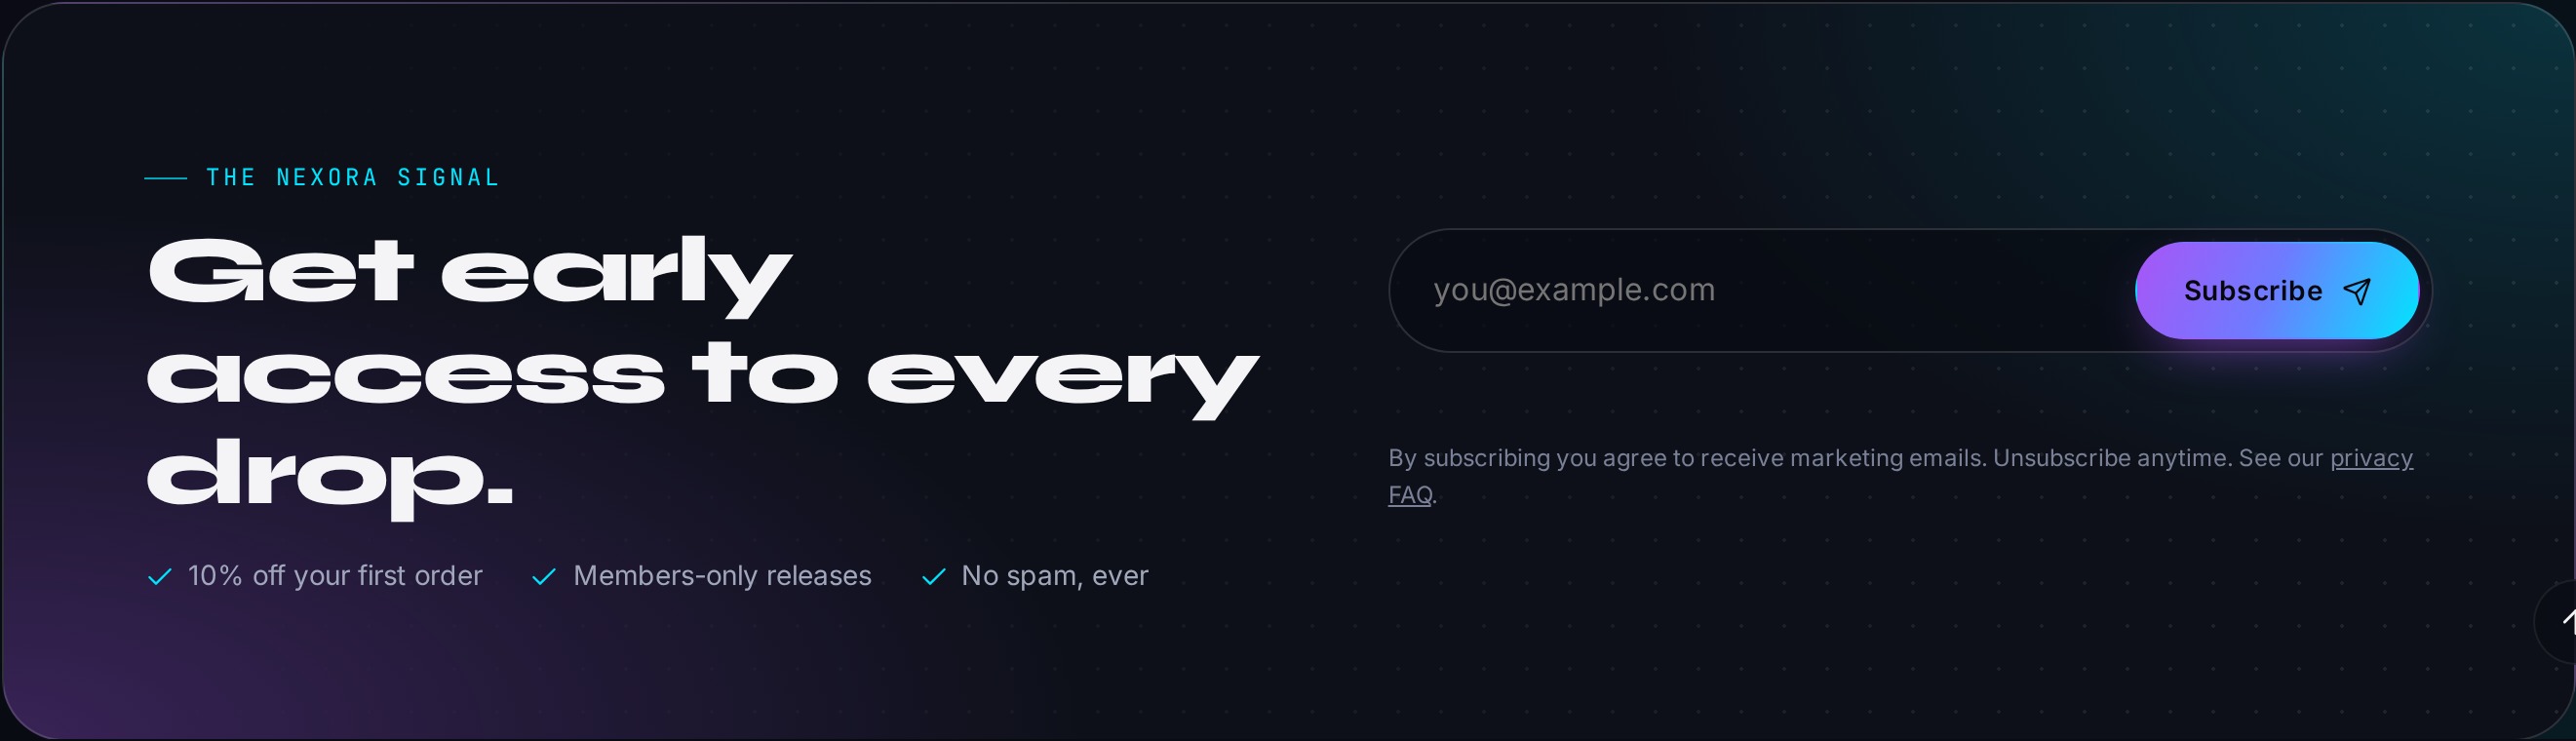 THE NEXORA SIGNAL
Get early
access to every
drop.
10% off your first order
Members-only releases
No spam, ever
you@example.com
Subscribe
By subscribing you agree to receive marketing emails. Unsubscribe anytime. See our privacy
FAQ.